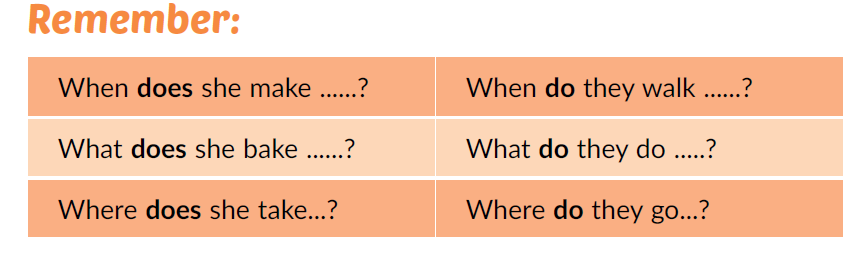 Remember:
When does she make ......? When do they walk ......?
What does she bake ......? What do they do .....?
Where does she take...? Where do they go...?